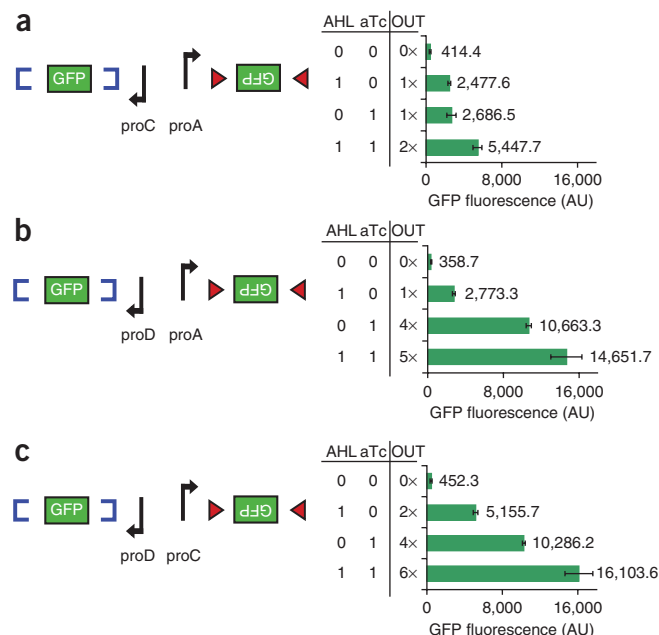 a
AHL aTc OUT
0 0 0× 414.4
1 0 1× 2,477.6
0 1 1× 2,686.5
1 1 2× 5,447.7
GFP GFP
proC proA
0 8,000 16,000
GFP fluorescence (AU)
b
AHL aTc OUT
0 0 0× 358.7
1 0 1× 2,773.3
0 1 4× 10,663.3
1 1 5× 14,651.7
GFP GFP
proD proA
0 8,000 16,000
GFP fluorescence (AU)
c
AHL aTc OUT
0 0 0× 452.3
1 0 2× 5,155.7
0 1 4× 10,286.2
1 1 6× 16,103.6
GFP GFP
proD proC
0 8,000 16,000
GFP fluorescence (AU)